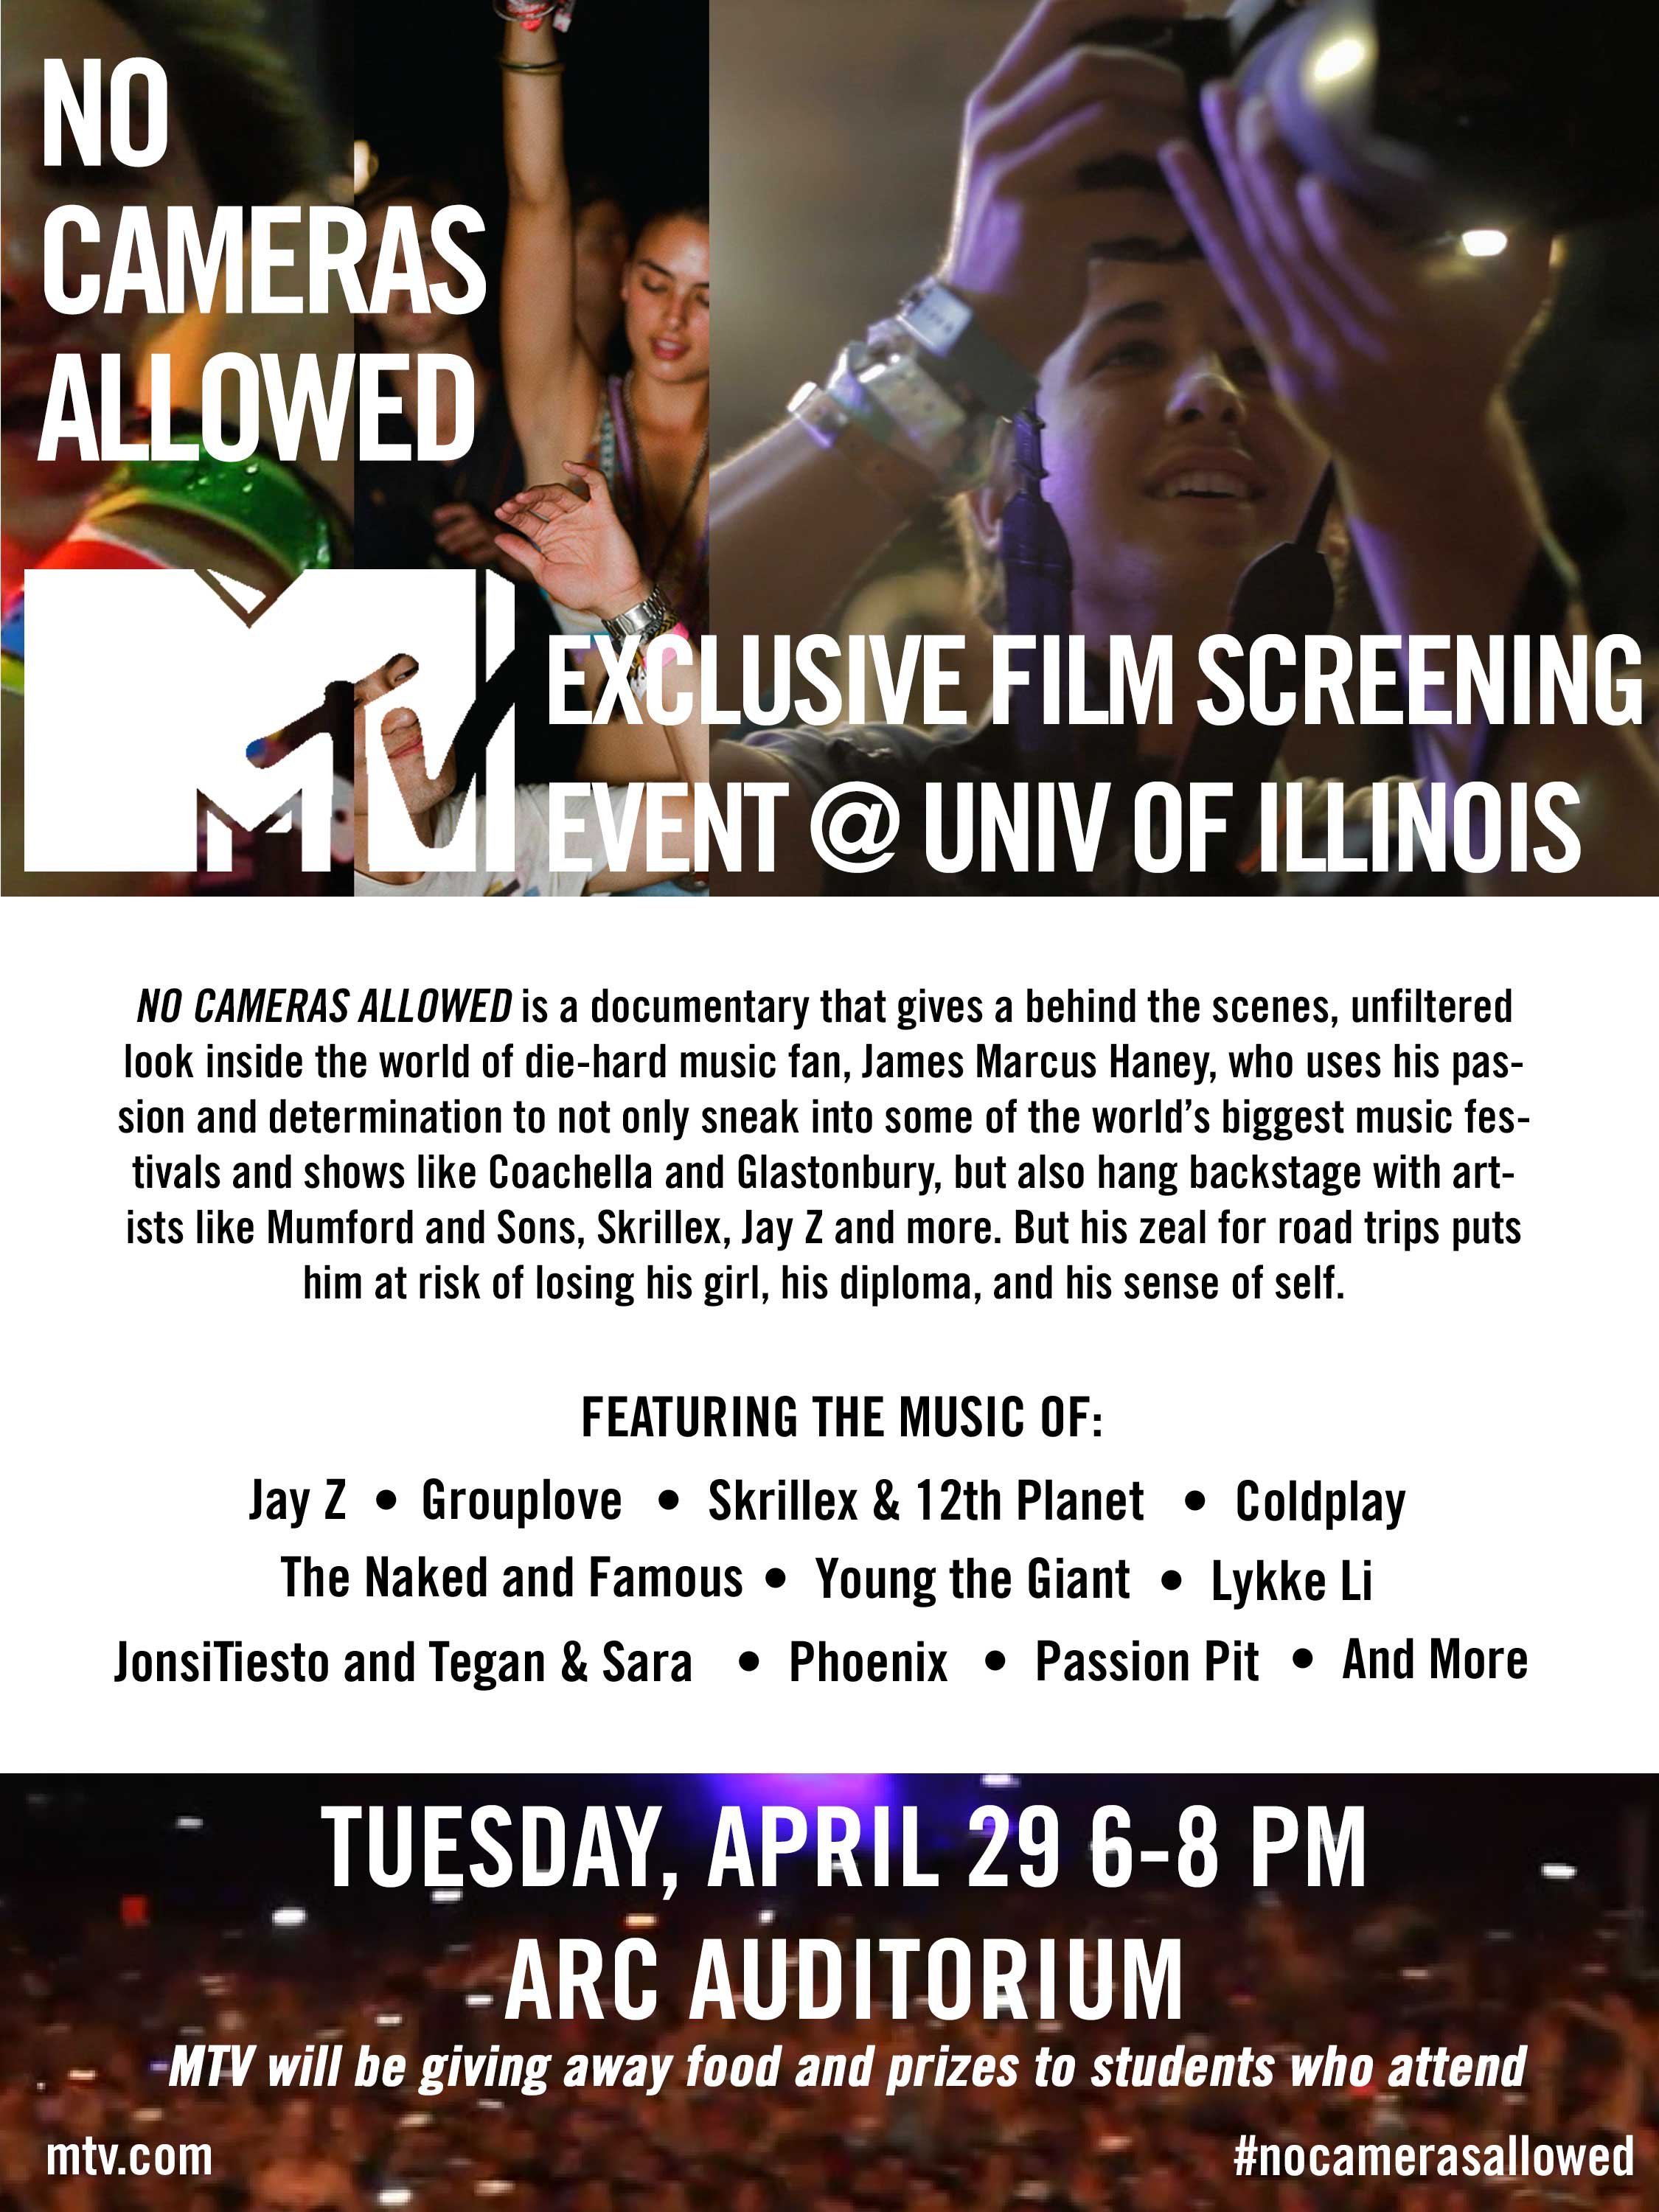 NO
CAMERAS
ALLOWED
MTV
EXCLUSIVE FILM SCREENING
EVENT @ UNIV OF ILLINOIS
NO CAMERAS ALLOWED is a documentary that gives a behind the scenes, unfiltered
look inside the world of die-hard music fan, James Marcus Haney, who uses his pas-
sion and determination to not only sneak into some of the world’s biggest music fes-
tivals and shows like Coachella and Glastonbury, but also hang backstage with art-
ists like Mumford and Sons, Skrillex, Jay Z and more. But his zeal for road trips puts
him at risk of losing his girl, his diploma, and his sense of self.
FEATURING THE MUSIC OF:
Jay Z • Grouplove • Skrillex & 12th Planet • Coldplay
The Naked and Famous • Young the Giant • Lykke Li
JonsiTiesto and Tegan & Sara • Phoenix • Passion Pit • And More
TUESDAY, APRIL 29 6-8 PM
ARC AUDITORIUM
MTV will be giving away food and prizes to students who attend
mtv.com
#nocamerasallowed